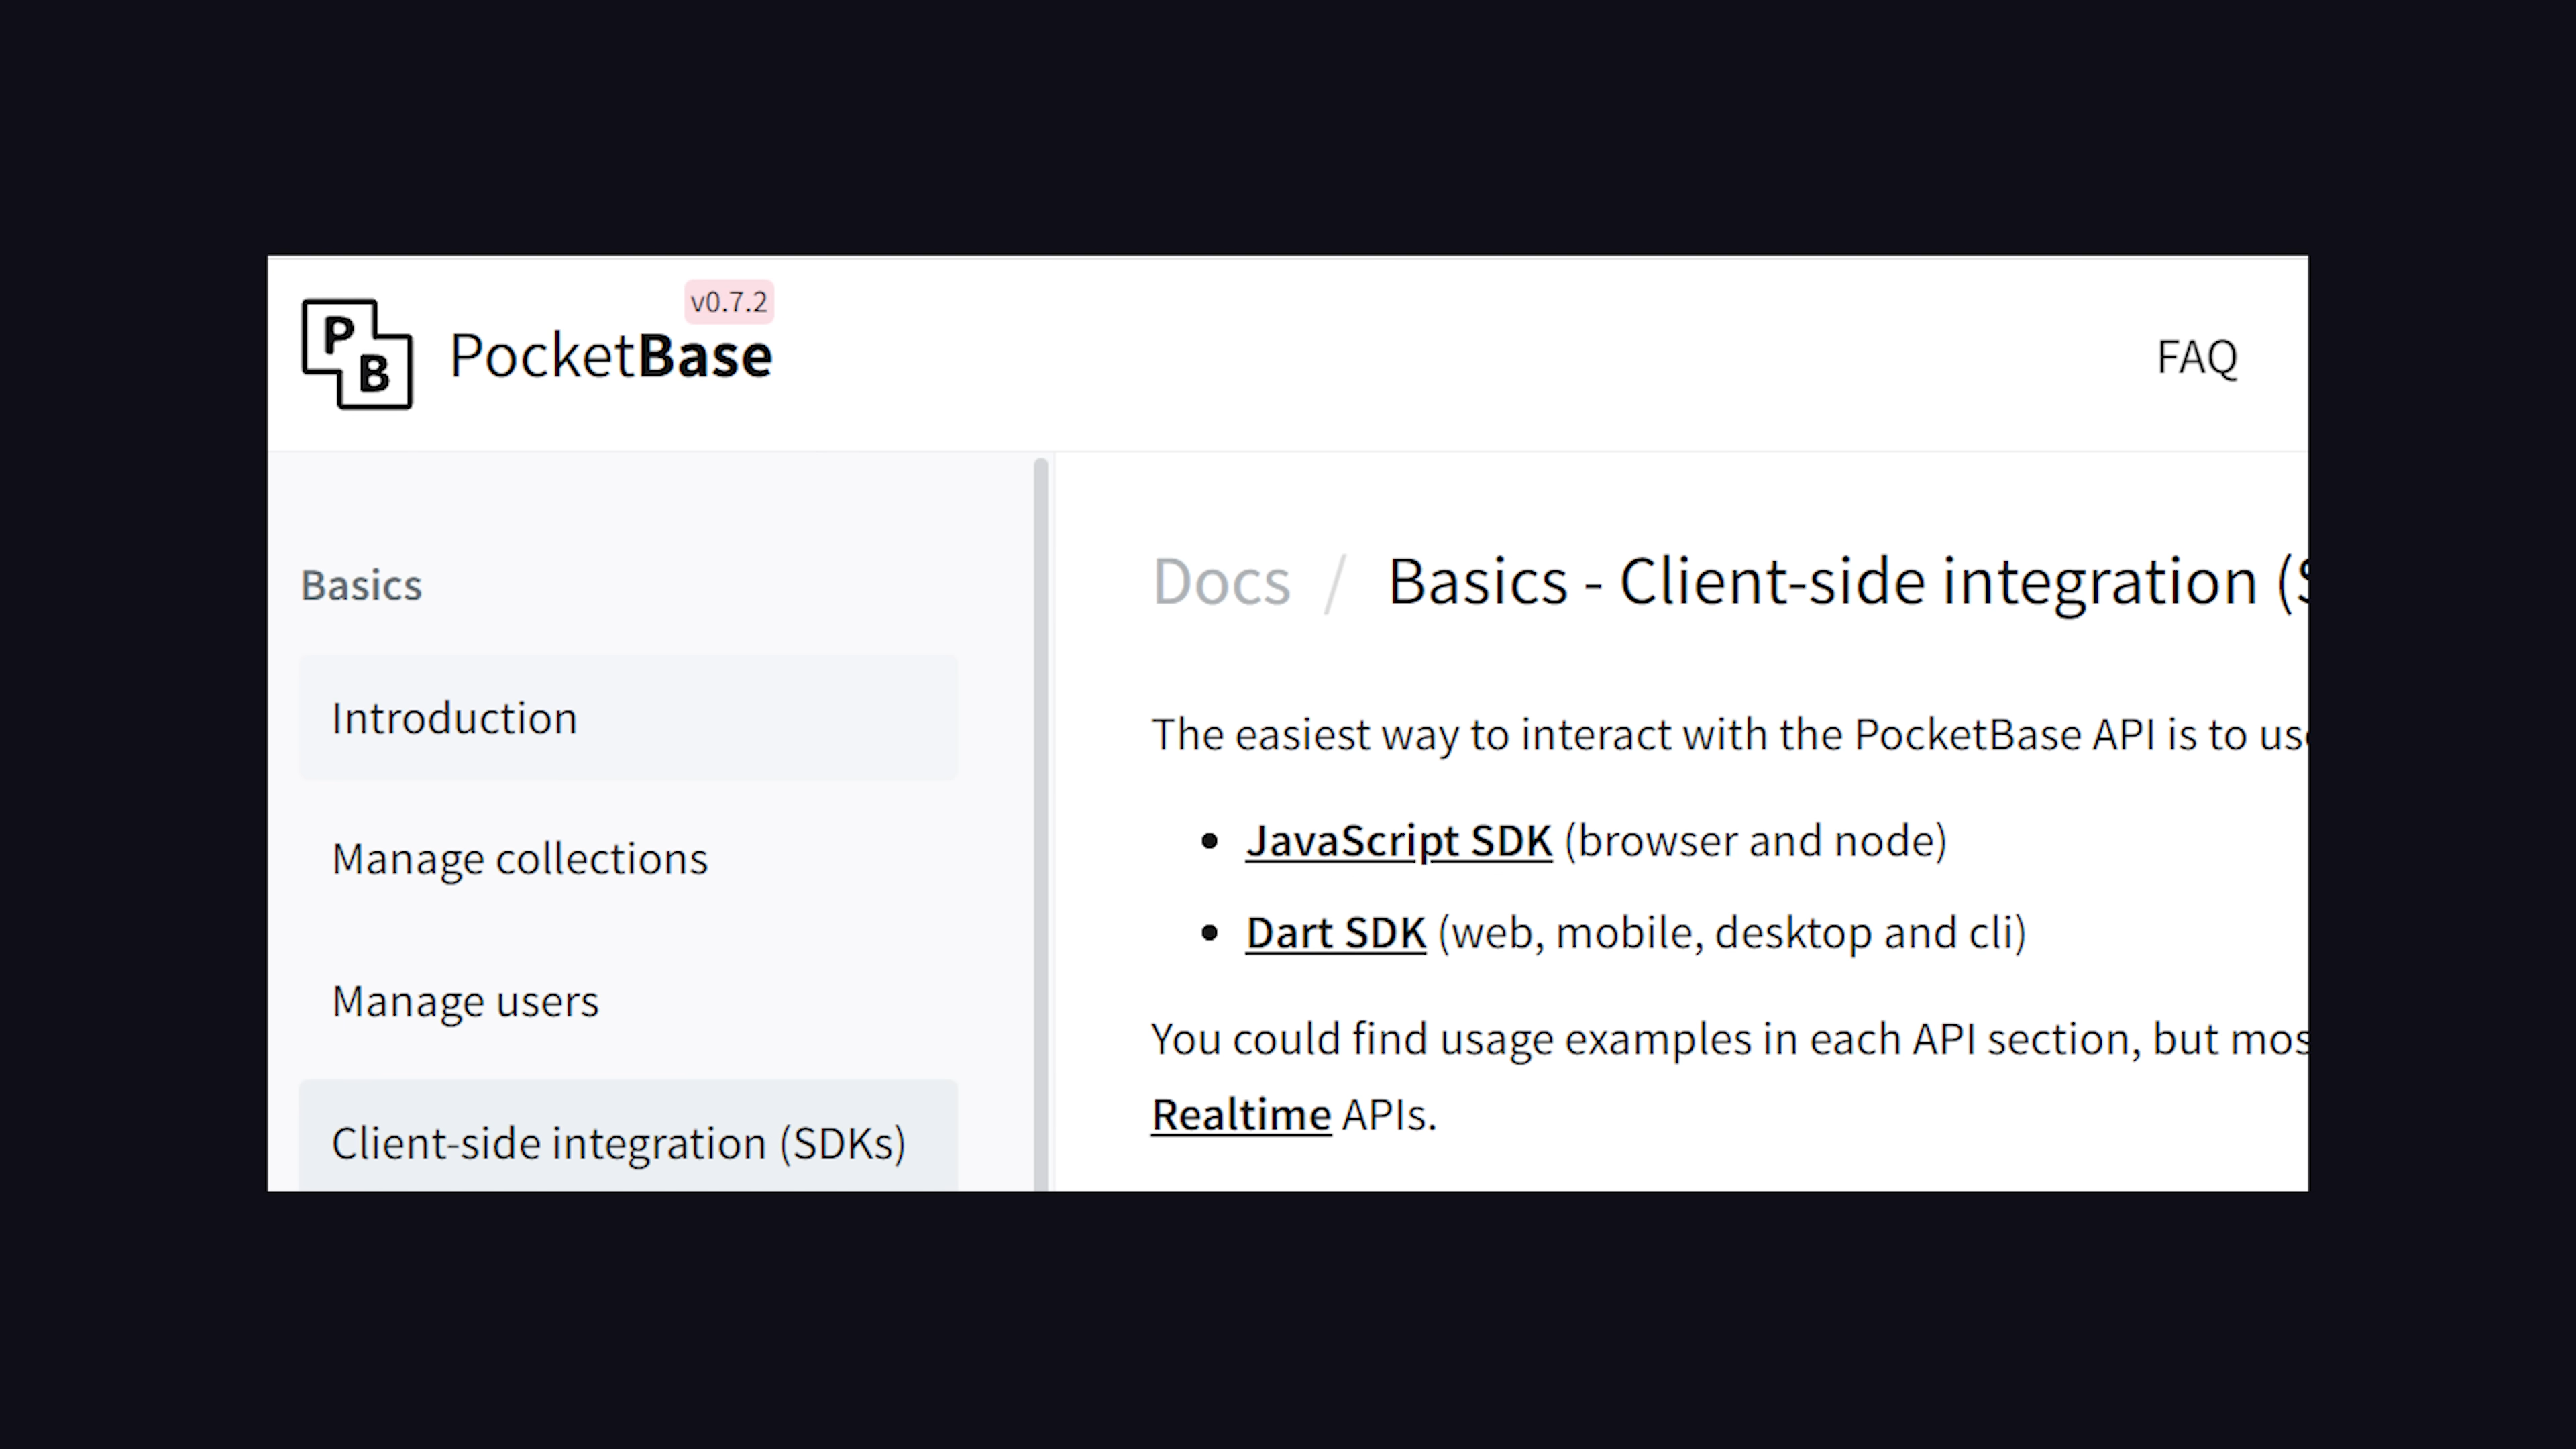 P
B
v0.7.2
PocketBase
FAQ
Basics
Introduction
Manage collections
Manage users
Client-side integration (SDKs)
Docs / Basics - Client-side integration (
The easiest way to interact with the PocketBase API is to
• JavaScript SDK (browser and node)
• Dart SDK (web, mobile, desktop and cli)
You could find usage examples in each API section, but
Realtime APIs.